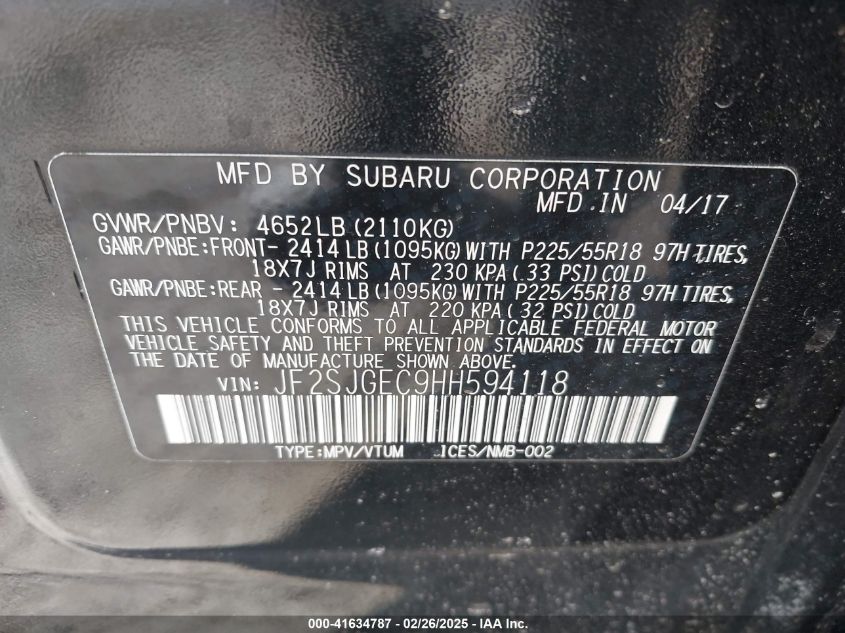 MFD BY SUBARU CORPORATION
MFD.IN 04/17
GVWR/PNBV: 4652LB (2110KG)
GAWR/PNBE:FRONT- 2414 LB (1095KG) WITH P225/55R18 97H TIRES,
18X7J RIMS AT 230 KPA (.33 PSI) COLD
GAWR/PNBE:REAR - 2414 LB (1095KG) WITH P225/55R18 97H TIRES,
18X7J RIMS AT 220 KPA ( 32 PSI) COLD
THIS VEHICLE CONFORMS TO ALL APPLICABLE FEDERAL MOTOR
VEHICLE SAFETY AND THEFT PREVENTION STANDARDS IN EFFECT ON
THE DATE OF MANUFACTURE SHOWN ABOVE.
VIN: JF2SJGEC9HH594118
TYPE:MPV/VTUM ICES/NMB-002
000-41634787 - 02/26/2025 - IAA Inc.